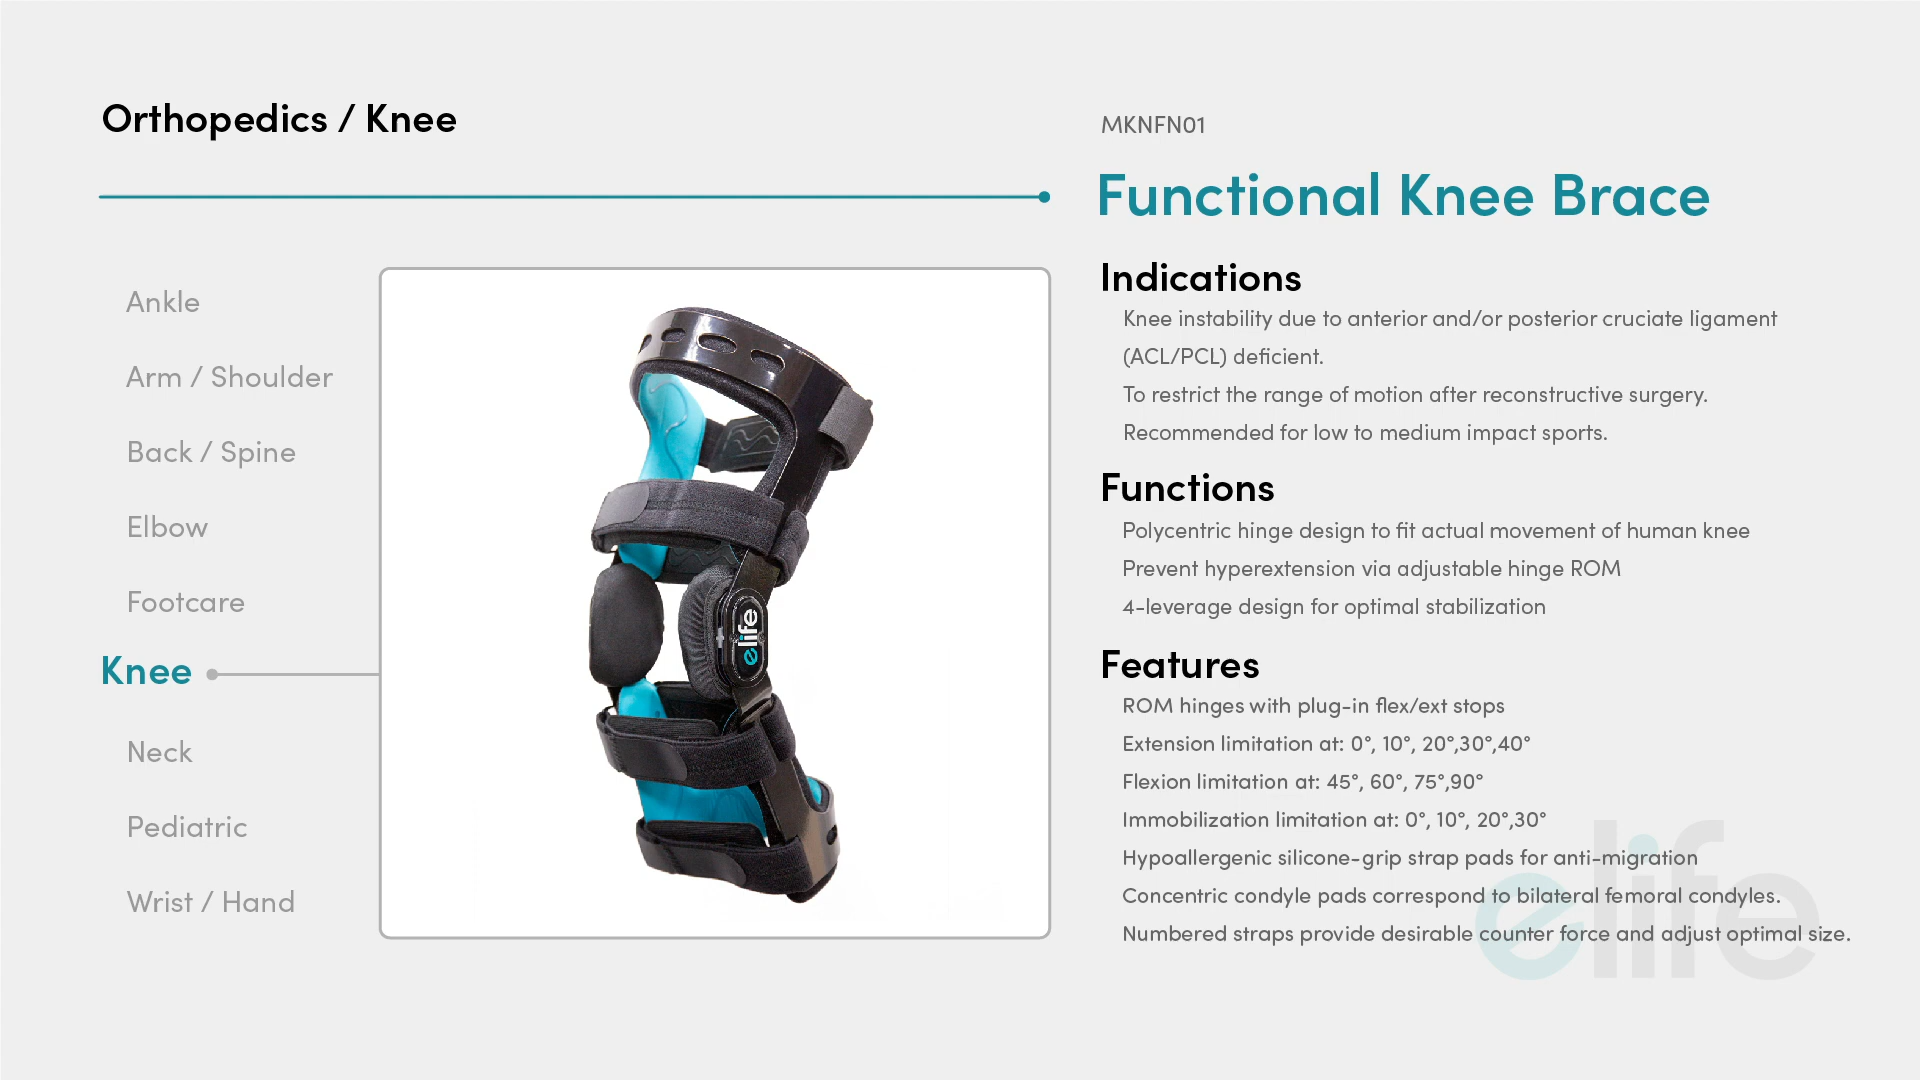 Orthopedics / Knee
Ankle
Arm / Shoulder
Back / Spine
Elbow
Footcare
Knee
Neck
Pediatric
Wrist / Hand
elife
MKNFN01
Functional Knee Brace
Indications
Knee instability due to anterior and/or posterior cruciate ligament
(ACL/PCL) deficient.
To restrict the range of motion after reconstructive surgery.
Recommended for low to medium impact sports.
Functions
Polycentric hinge design to fit actual movement of human knee
Prevent hyperextension via adjustable hinge ROM
4-leverage design for optimal stabilization
Features
ROM hinges with plug-in flex/ext stops
Extension limitation at: 0°, 10°, 20°,30°,40°
Flexion limitation at: 45°, 60°, 75°,90°
Immobilization limitation at: 0°, 10°, 20°,30°
Hypoallergenic silicone-grip strap pads for anti-migration
Concentric condyle pads correspond to bilateral femoral condyles.
Numbered straps provide desirable counter force and adjust optimal size.
elife